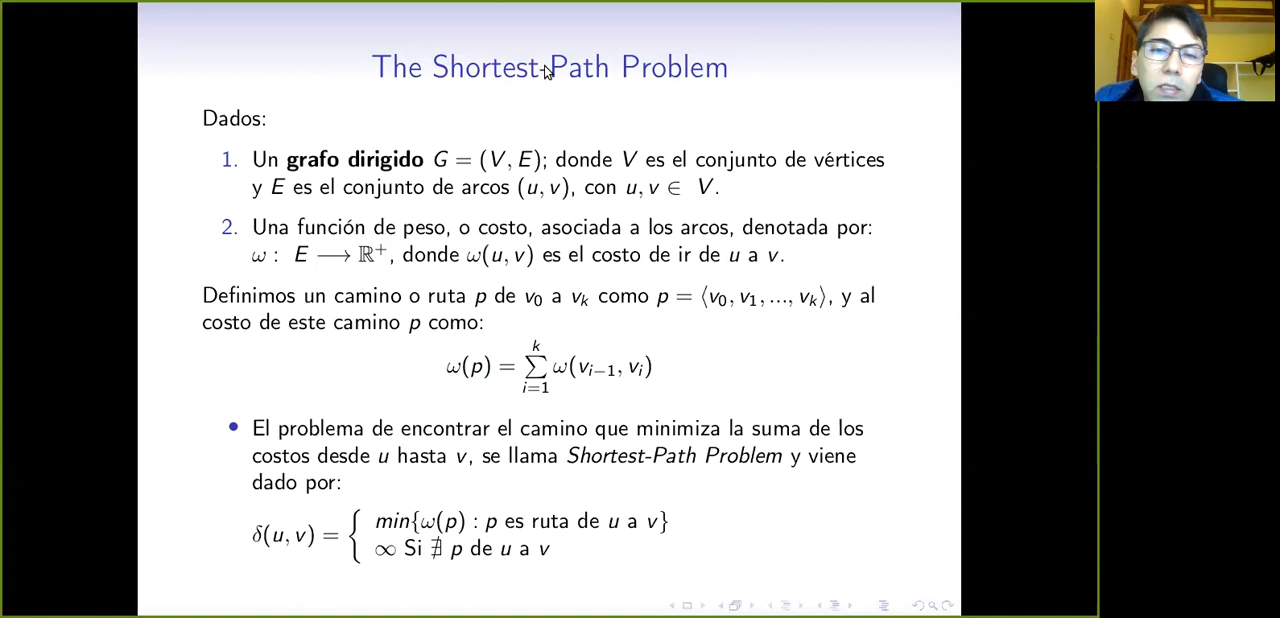 The Shortest-Path Problem
Dados:
1. Un grafo dirigido G = (V, E); donde V es el conjunto de vértices
y E es el conjunto de arcos (u, v), con u, v ∈ V.
2. Una función de peso, o costo, asociada a los arcos, denotada por:
ω : E ⟶ ℝ⁺, donde ω(u, v) es el costo de ir de u a v.
Definimos un camino o ruta p de v₀ a vₖ como p = ⟨v₀, v₁, ..., vₖ⟩, y al
costo de este camino p como:
ω(p) = ∑ᵢ₌₁ᵏ ω(vᵢ₋₁, vᵢ)
• El problema de encontrar el camino que minimiza la suma de los
costos desde u hasta v, se llama Shortest-Path Problem y viene
dado por:
δ(u, v) = { min{ω(p) : p es ruta de u a v}
∞ Si ∄ p de u a v